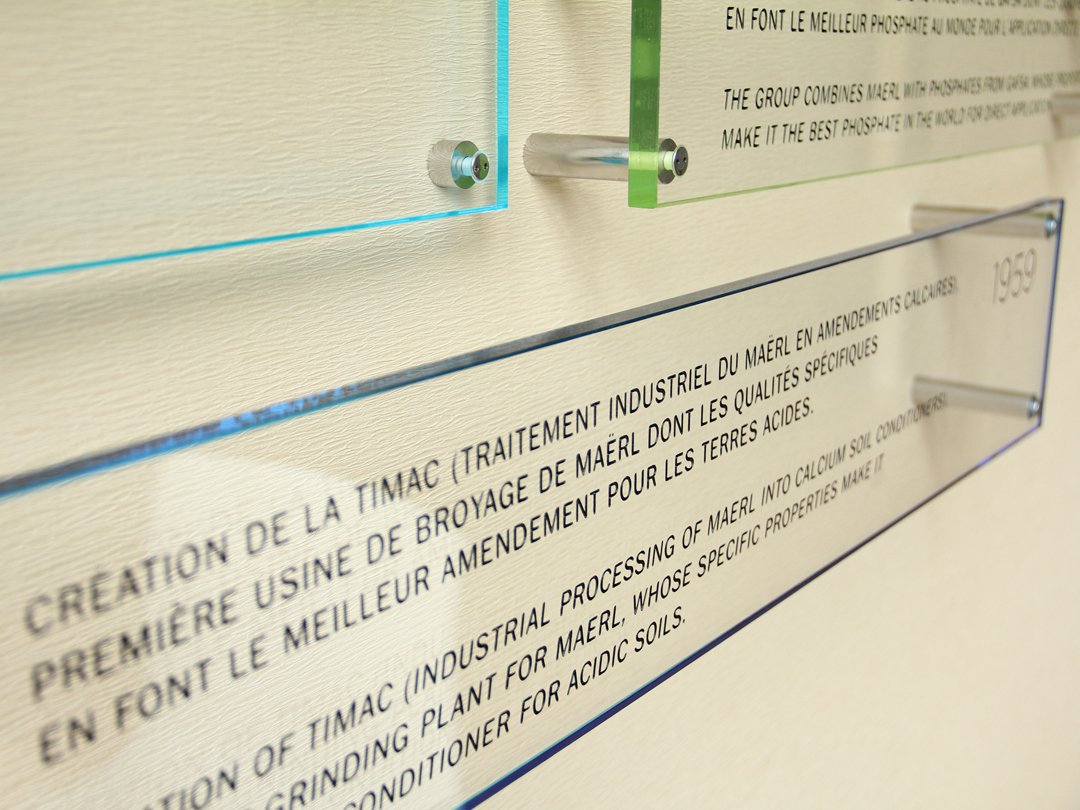 EN FONT LE MEILLEUR PHOSPHATE AU MONDE POUR L'APPLICATION DIRECTE
THE GROUP COMBINES MAERL WITH PHOSPHATES FROM GAFSA WHOSE
MAKE IT THE BEST PHOSPHATE IN THE WORLD FOR DIRECT APPLICATION
1959
CRÉATION DE LA TIMAC (TRAITEMENT INDUSTRIEL DU MAËRL EN AMENDEMENTS CALCAIRES),
PREMIÈRE USINE DE BROYAGE DE MAËRL DONT LES QUALITÉS SPÉCIFIQUES
EN FONT LE MEILLEUR AMENDEMENT POUR LES TERRES ACIDES.
TION OF TIMAC (INDUSTRIAL PROCESSING OF MAERL INTO CALCIUM SOIL CONDITIONERS),
GRINDING PLANT FOR MAERL, WHOSE SPECIFIC PROPERTIES MAKE IT
CONDITIONER FOR ACIDIC SOILS.